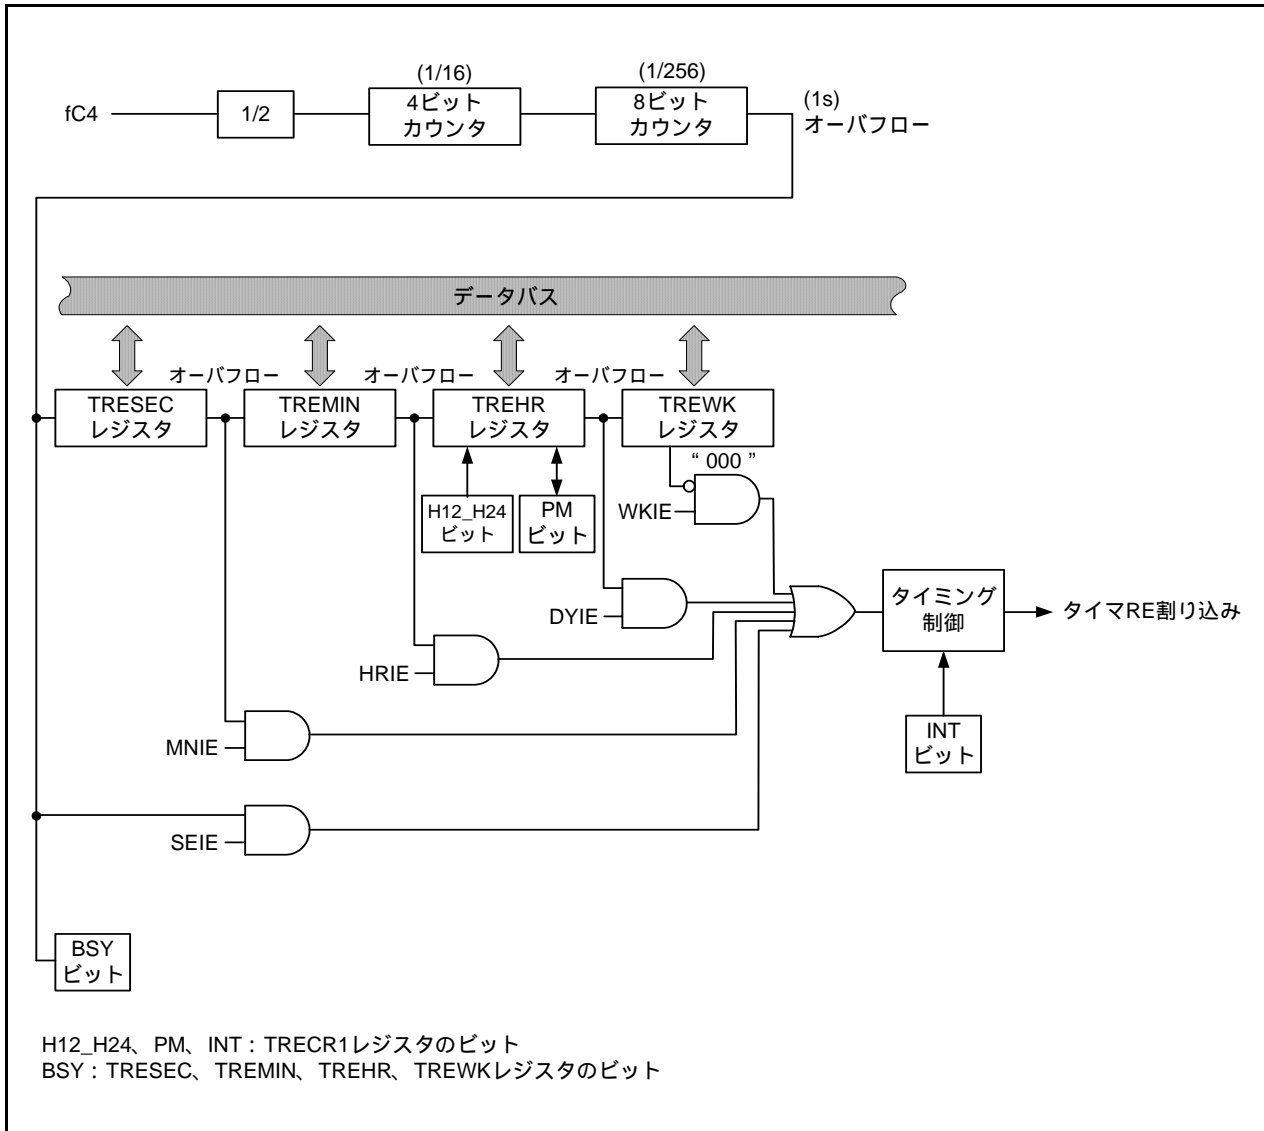 (1/16)
(1/256)
fC4
1/2
4ビット
カウンタ
8ビット
カウンタ
(1s)
オーバフロー
データバス
オーバフロー
オーバフロー
オーバフロー
TRESEC
レジスタ
TREMIN
レジスタ
TREHR
レジスタ
TREWK
レジスタ
“ 000 ”
H12_H24
ビット
PM
ビット
WKIE
DYIE
タイミング
制御
タイマRE割り込み
HRIE
INT
ビット
MNIE
SEIE
BSY
ビット
H12_H24、PM、INT : TRECR1レジスタのビット
BSY : TRESEC、TREMIN、TREHR、TREWKレジスタのビット